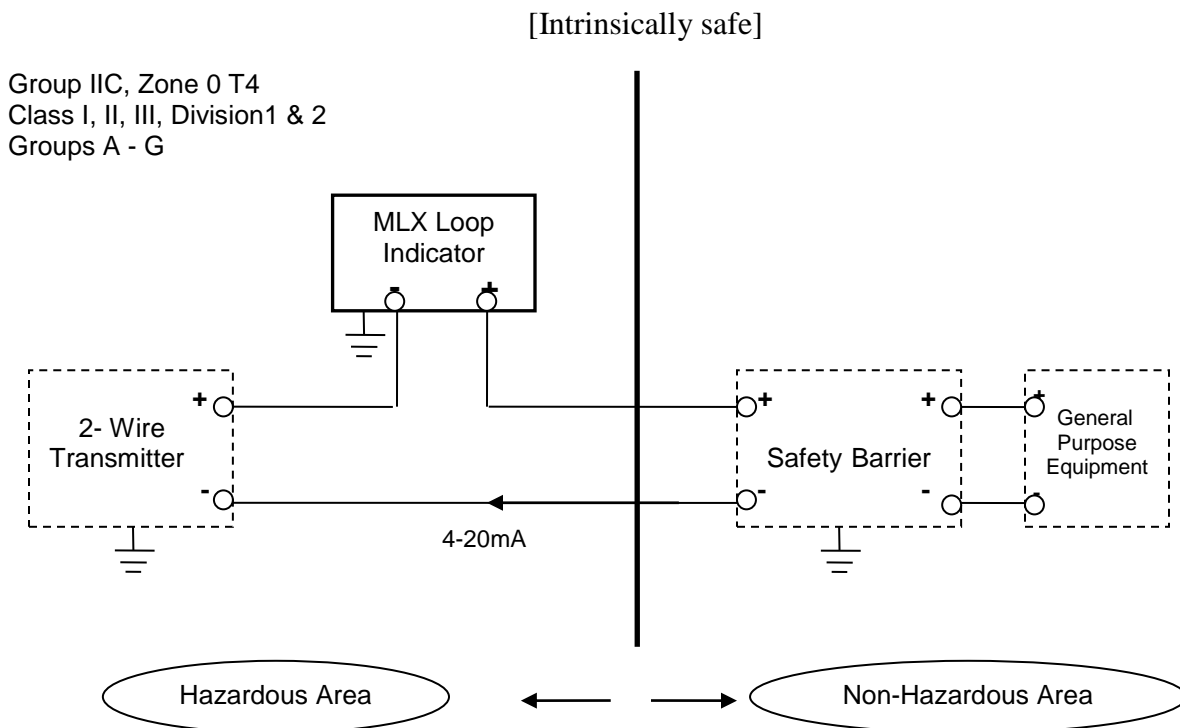 [Intrinsically safe]
Group IIC, Zone 0 T4
Class I, II, III, Division1 & 2
Groups A - G
MLX Loop
Indicator
- +
+
2- Wire
Transmitter
-
4-20mA
+ +
Safety Barrier
- -
+
General
Purpose
Equipment
-
Hazardous Area
Non-Hazardous Area